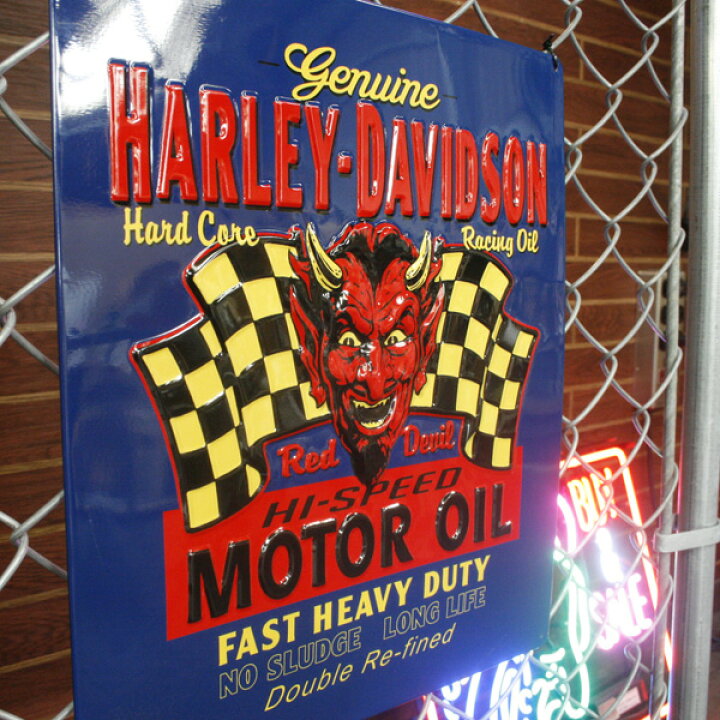 Genuine
HARLEY-DAVIDSON
Hard Core
Racing Oil
Red Devil
HI-SPEED
MOTOR OIL
FAST HEAVY DUTY
NO SLUDGE LONG LIFE
Double Re-fined
SALE